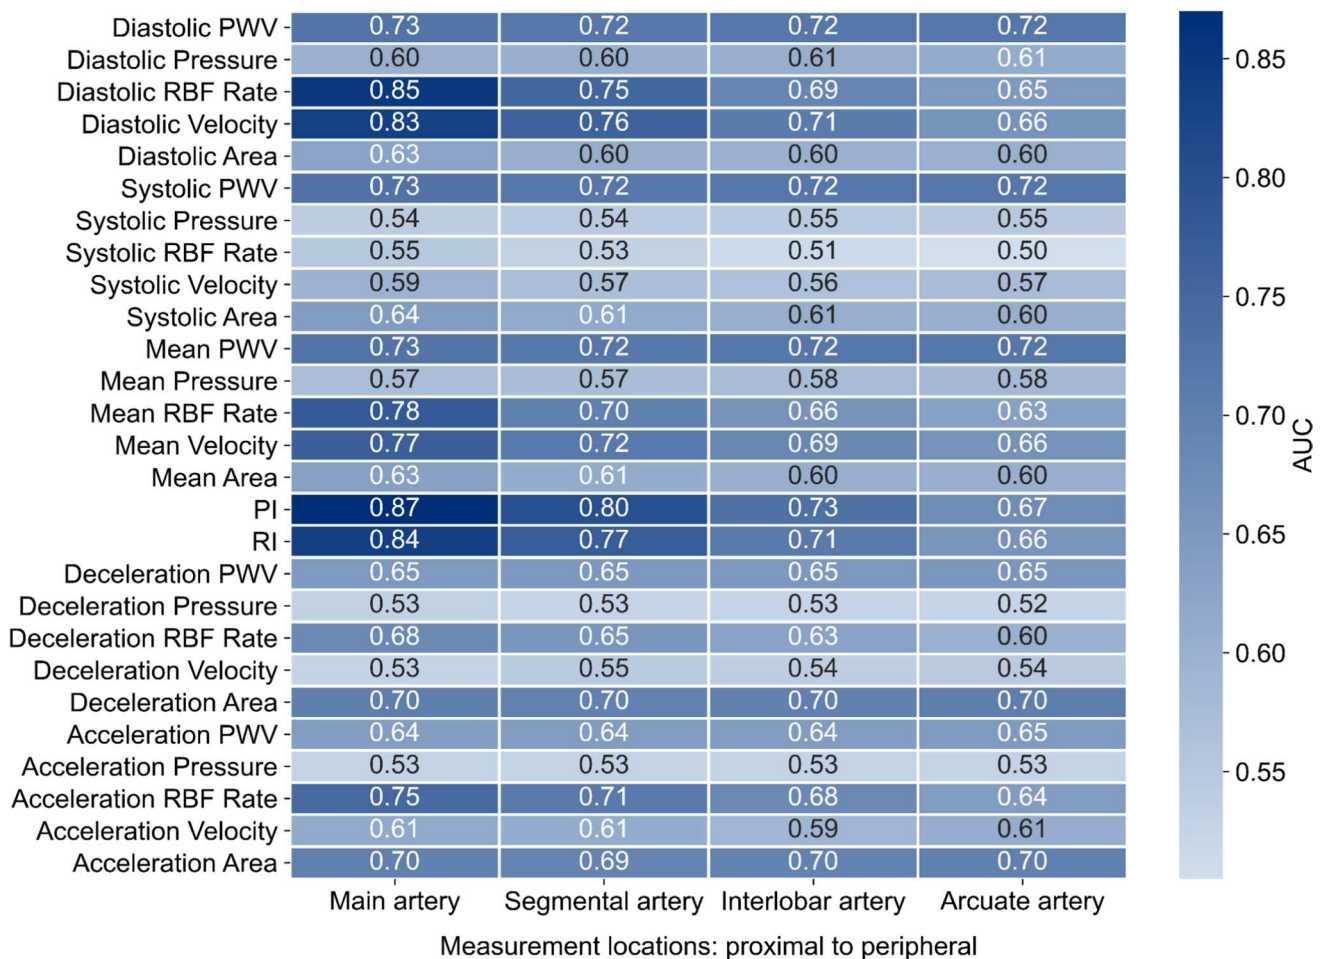 Diastolic PWV 0.73 0.72 0.72 0.72
Diastolic Pressure 0.60 0.60 0.61 0.61
Diastolic RBF Rate 0.85 0.75 0.69 0.65
Diastolic Velocity 0.83 0.76 0.71 0.66
Diastolic Area 0.63 0.60 0.60 0.60
Systolic PWV 0.73 0.72 0.72 0.72
Systolic Pressure 0.54 0.54 0.55 0.55
Systolic RBF Rate 0.55 0.53 0.51 0.50
Systolic Velocity 0.59 0.57 0.56 0.57
Systolic Area 0.64 0.61 0.61 0.60
Mean PWV 0.73 0.72 0.72 0.72
Mean Pressure 0.57 0.57 0.58 0.58
Mean RBF Rate 0.78 0.70 0.66 0.63
Mean Velocity 0.77 0.72 0.69 0.66
Mean Area 0.63 0.61 0.60 0.60
PI 0.87 0.80 0.73 0.67
RI 0.84 0.77 0.71 0.66
Deceleration PWV 0.65 0.65 0.65 0.65
Deceleration Pressure 0.53 0.53 0.53 0.52
Deceleration RBF Rate 0.68 0.65 0.63 0.60
Deceleration Velocity 0.53 0.55 0.54 0.54
Deceleration Area 0.70 0.70 0.70 0.70
Acceleration PWV 0.64 0.64 0.64 0.65
Acceleration Pressure 0.53 0.53 0.53 0.53
Acceleration RBF Rate 0.75 0.71 0.68 0.64
Acceleration Velocity 0.61 0.61 0.59 0.61
Acceleration Area 0.70 0.69 0.70 0.70
Main artery Segmental artery Interlobar artery Arcuate artery
Measurement locations: proximal to peripheral
0.85
0.80
0.75
0.70
0.65
0.60
0.55
AUC